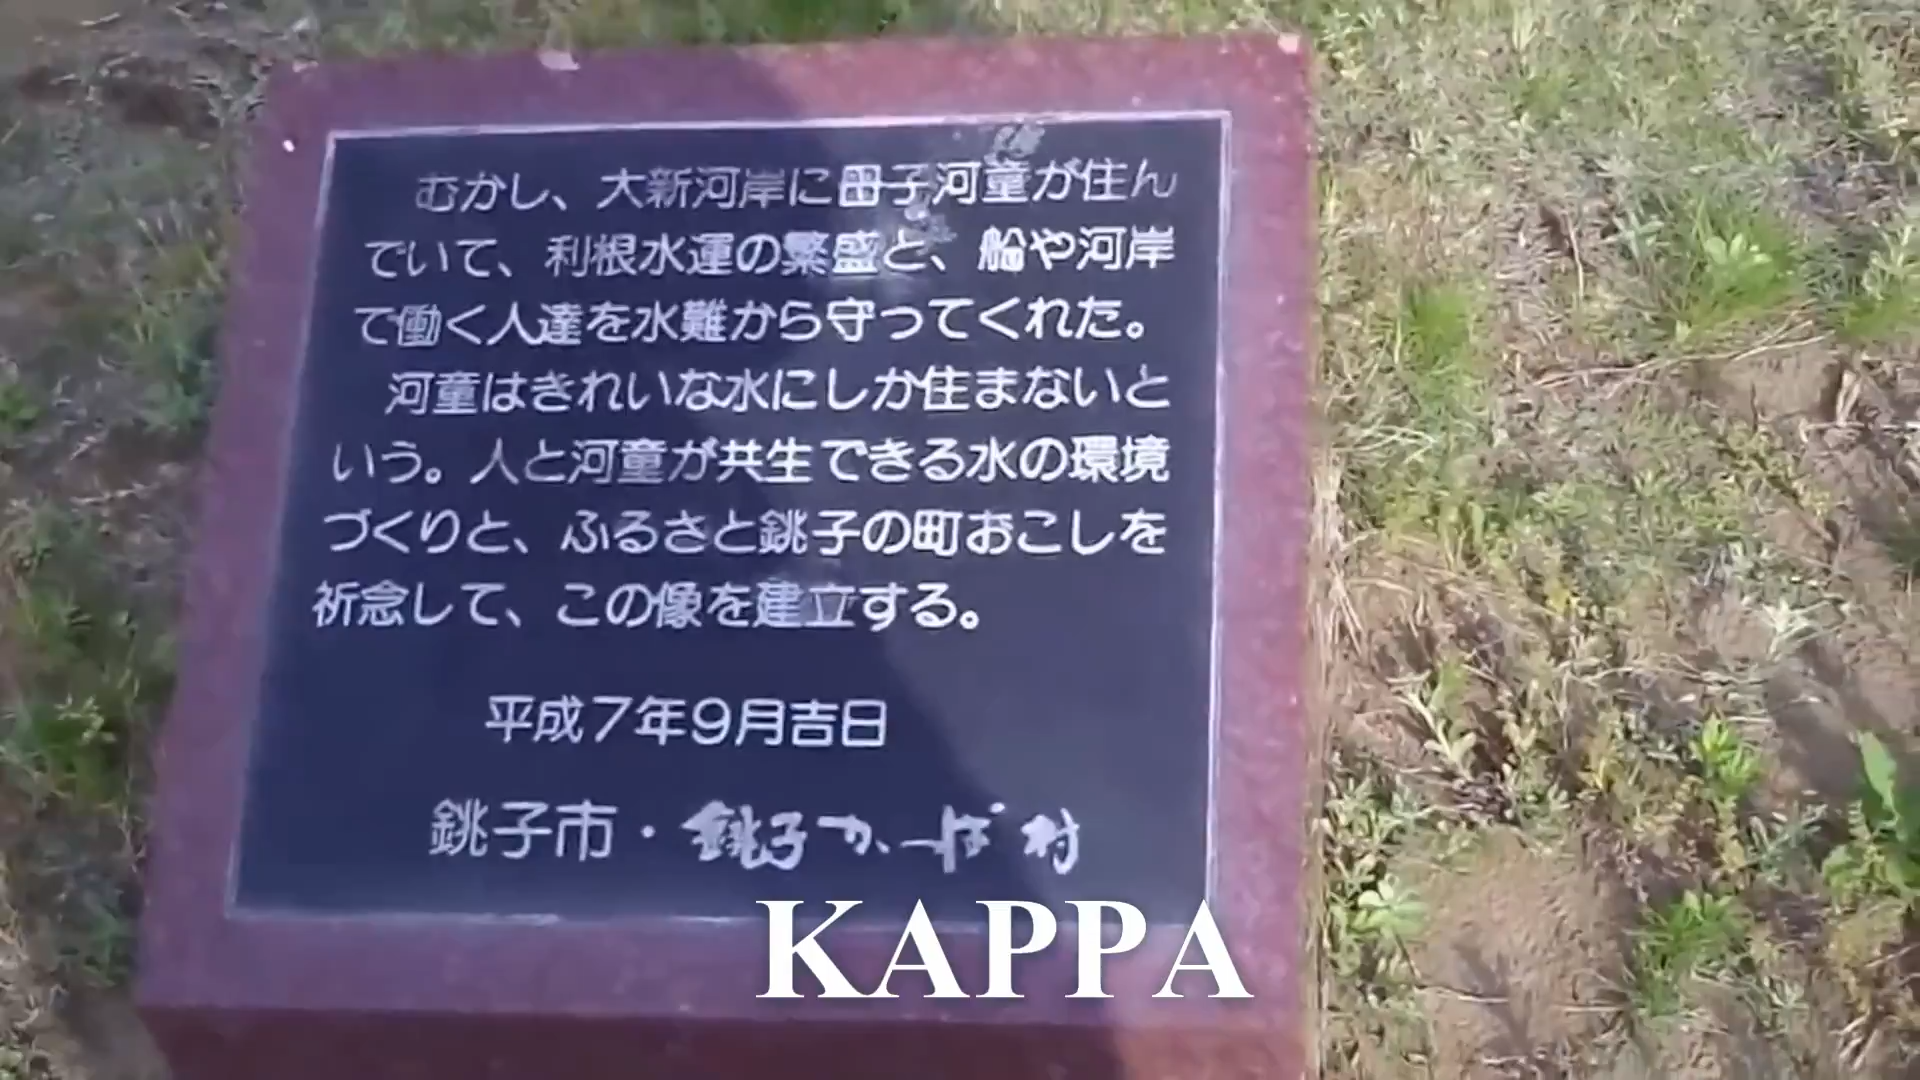 むかし、大新河岸に母子河童が住ん
でいて、利根水運の繁盛と、船や河岸
で働く人達を水難から守ってくれた。
河童はきれいな水にしか住まないと
いう。人と河童が共生できる水の環境
づくりと、ふるさと銚子の町おこしを
祈念して、この像を建立する。
平成7年9月吉日
銚子市・銚子かっぱ村
KAPPA